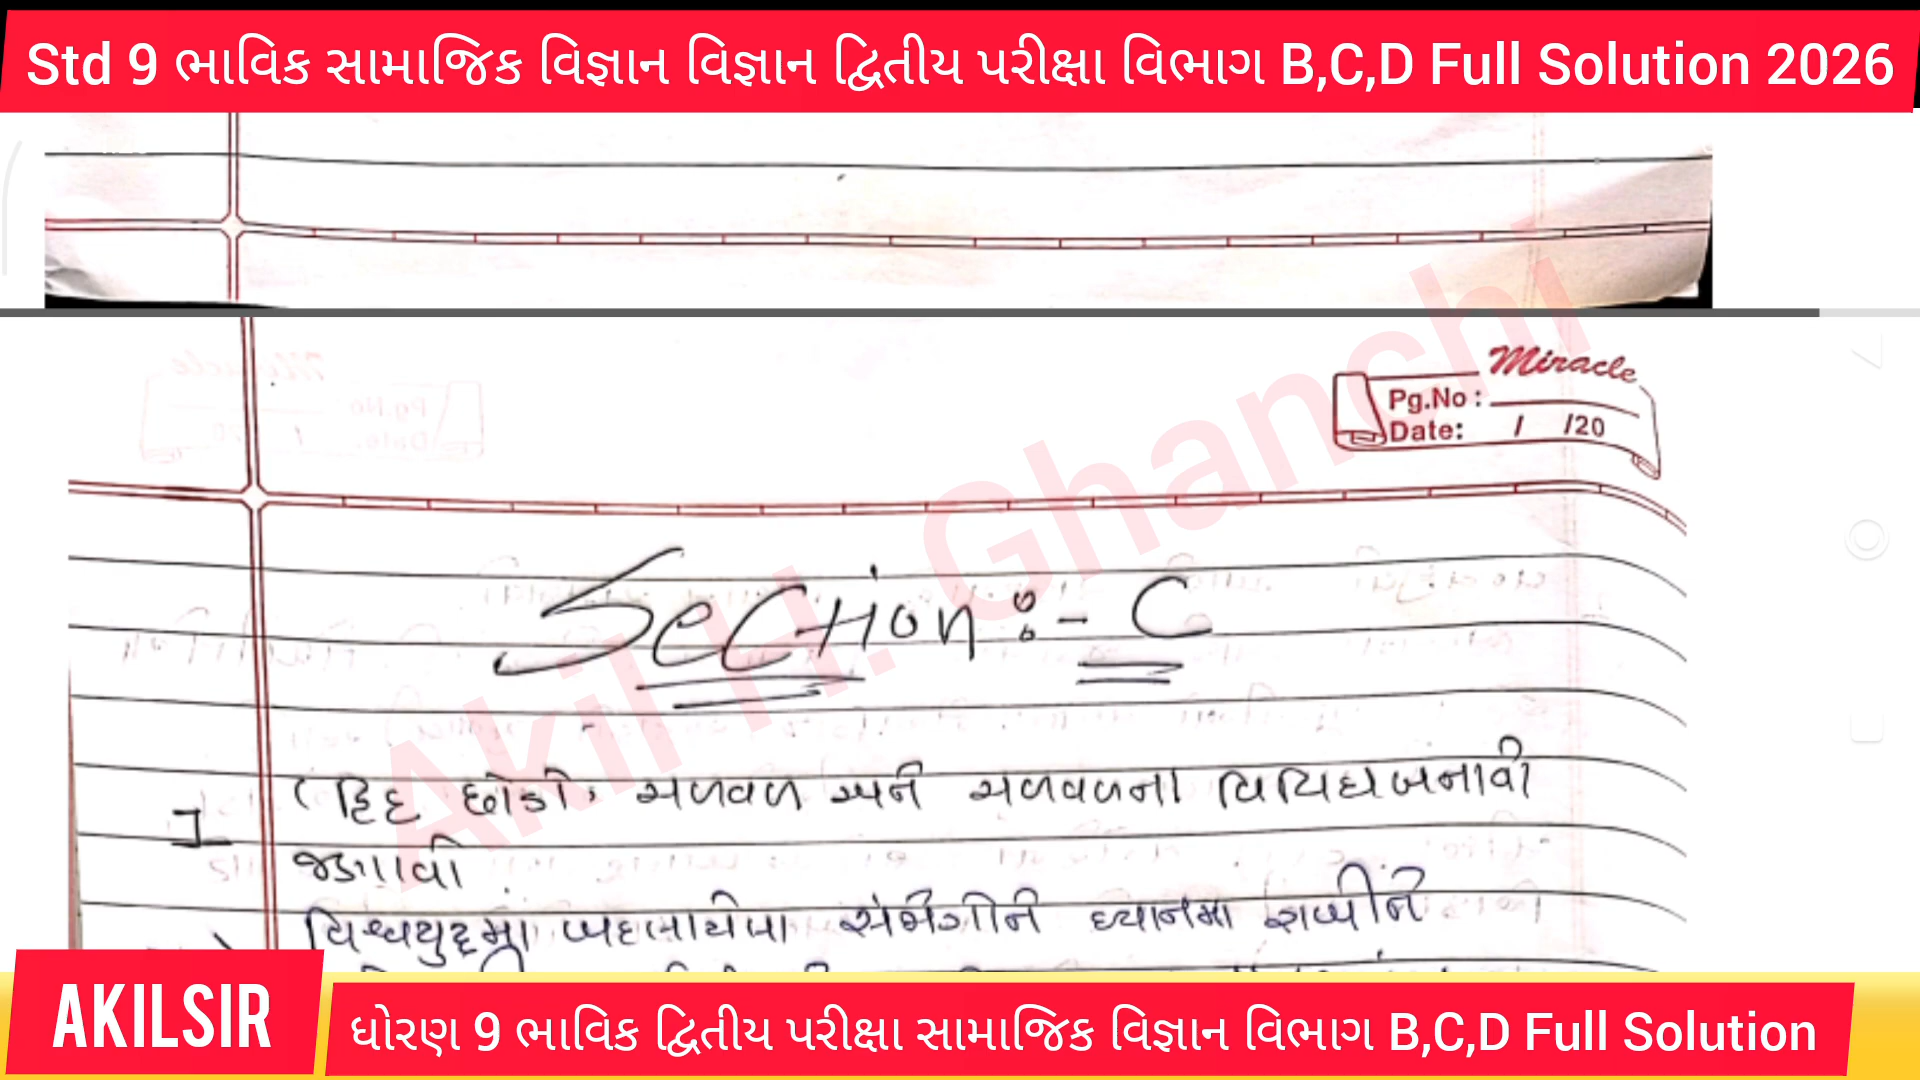 Std 9 ભાવિક સામાજિક વિજ્ઞાન વિજ્ઞાન દ્વિતીય પરીક્ષા વિભાગ B,C,D Full Solution 2026
Miracle
Pg.No :
Date: / /20
Section :- C
Akil H. Ghanchi
1 (હિંદ છોડો, ચળવળ અને ચળવળના વિવિધ બનાવો
જણાવો
વિશ્વયુદ્ધમાં બદલાયેલા સંજોગોને ધ્યાનમા રાખીને
AKILSIR
ધોરણ 9 ભાવિક દ્વિતીય પરીક્ષા સામાજિક વિજ્ઞાન વિભાગ B,C,D Full Solution